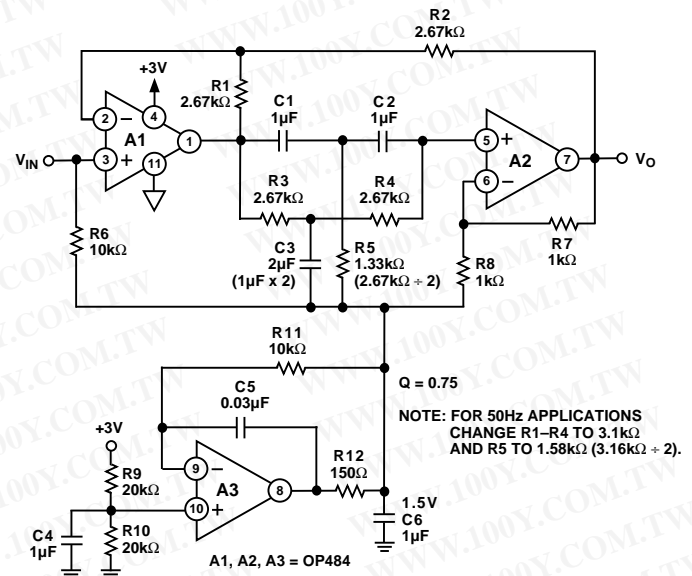 R2
2.67kΩ
+3V
R1
2.67kΩ
C1
1µF
C2
1µF
2
−
4
A1
1
3
+
11
VIN
5
+
A2
7
6
−
VO
R3
2.67kΩ
R4
2.67kΩ
R6
10kΩ
C3
2µF
(1µF x 2)
R5
1.33kΩ
(2.67kΩ ÷ 2)
R8
1kΩ
R7
1kΩ
R11
10kΩ
C5
0.03µF
Q = 0.75
NOTE: FOR 50Hz APPLICATIONS
CHANGE R1–R4 TO 3.1kΩ
AND R5 TO 1.58kΩ (3.16kΩ ÷ 2).
+3V
R9
20kΩ
9
−
A3
8
10
+
R12
150Ω
C4
1µF
R10
20kΩ
1.5V
C6
1µF
A1, A2, A3 = OP484
WWW.100Y.COM.TW